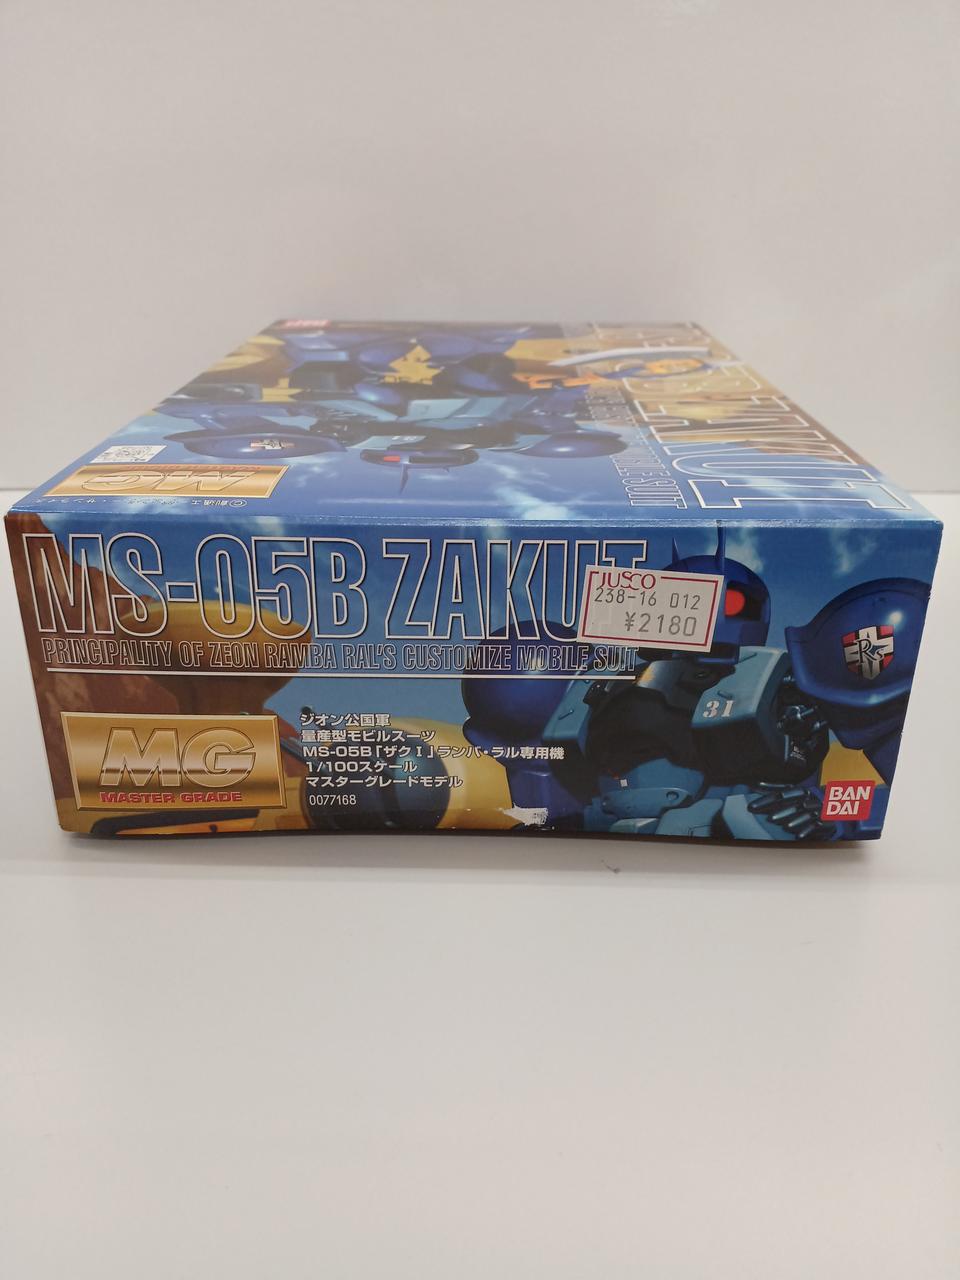 MS-05B ZAKU I
JUSCO
238-16 012
¥2180
PRINCIPALITY OF ZEON RAMBA RAL'S CUSTOMIZE MOBILE SUIT
MG
MASTER GRADE
ジオン公国軍
量産型モビルスーツ
MS-05B「ザクⅠ」ランバ・ラル専用機
1/100スケール
マスターグレードモデル
0077168
31
BAN
DAI
MG